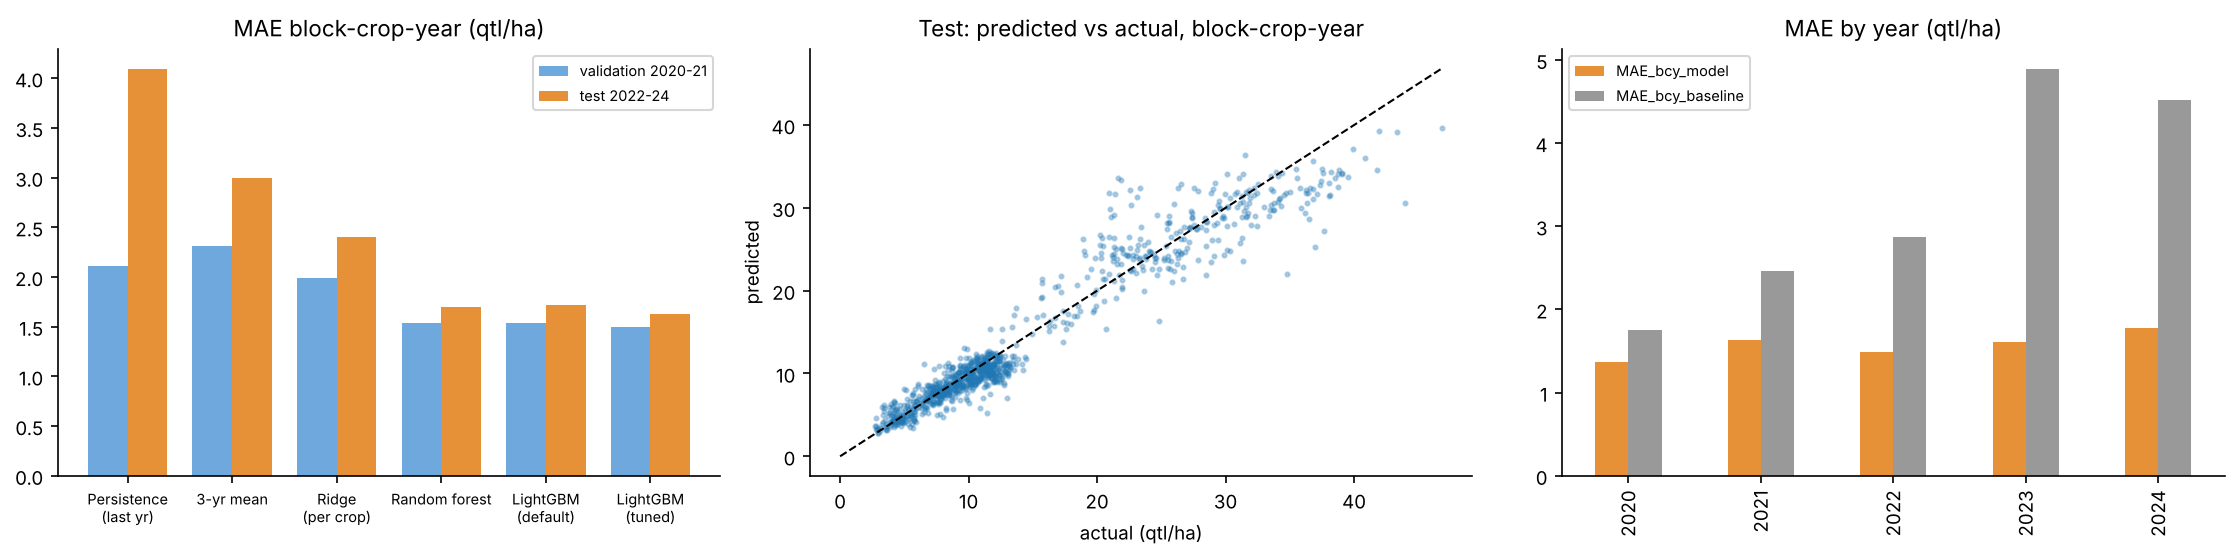 MAE block-crop-year (qtl/ha)
validation 2020-21
test 2022-24
4.0
3.5
3.0
2.5
2.0
1.5
1.0
0.5
0.0
Persistence
(last yr)
3-yr mean
Ridge
(per crop)
Random forest
LightGBM
(default)
LightGBM
(tuned)
Test: predicted vs actual, block-crop-year
predicted
40
30
20
10
0
0
10
20
30
40
actual (qtl/ha)
MAE by year (qtl/ha)
MAE_bcy_model
MAE_bcy_baseline
5
4
3
2
1
0
2020
2021
2022
2023
2024